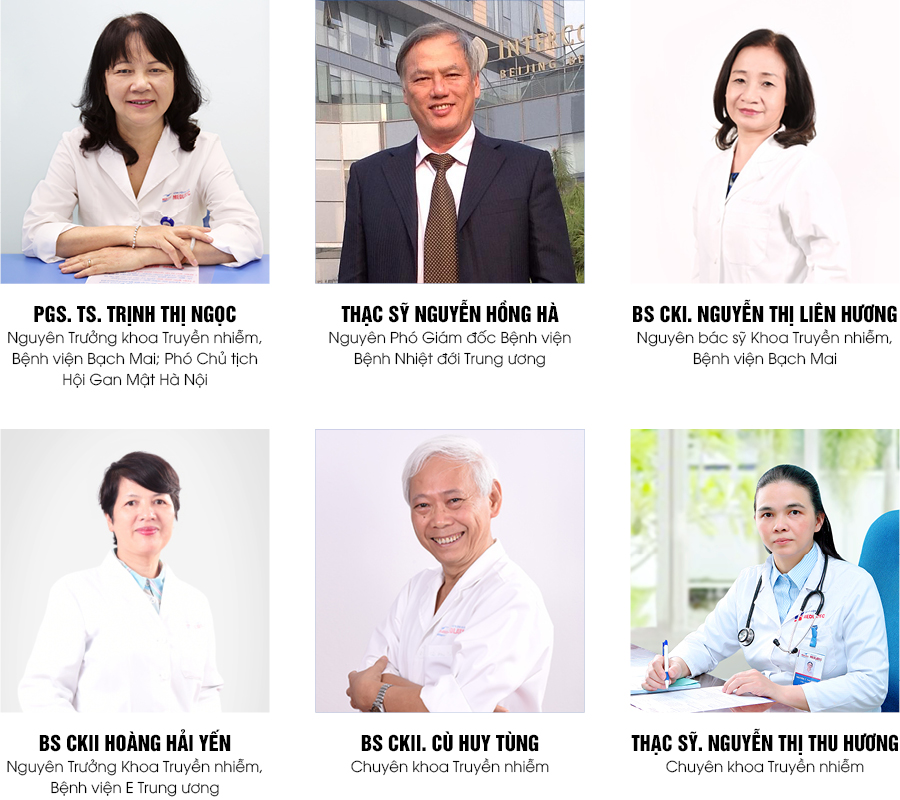 INTERCO
BEIJING BE
PGS. TS. TRỊNH THỊ NGỌC
Nguyên Trưởng khoa Truyền nhiễm,
Bệnh viện Bạch Mai; Phó Chủ tịch
Hội Gan Mật Hà Nội
THẠC SỸ NGUYỄN HỒNG HÀ
Nguyên Phó Giám đốc Bệnh viện
Bệnh Nhiệt đới Trung ương
BS CKI. NGUYỄN THỊ LIÊN HƯƠNG
Nguyên bác sỹ Khoa Truyền nhiễm,
Bệnh viện Bạch Mai
BS CKII HOÀNG HẢI YẾN
Nguyên Trưởng Khoa Truyền nhiễm,
Bệnh viện E Trung ương
BS CKII. CÙ HUY TÙNG
Chuyên khoa Truyền nhiễm
THẠC SỸ. NGUYỄN THỊ THU HƯƠNG
Chuyên khoa Truyền nhiễm